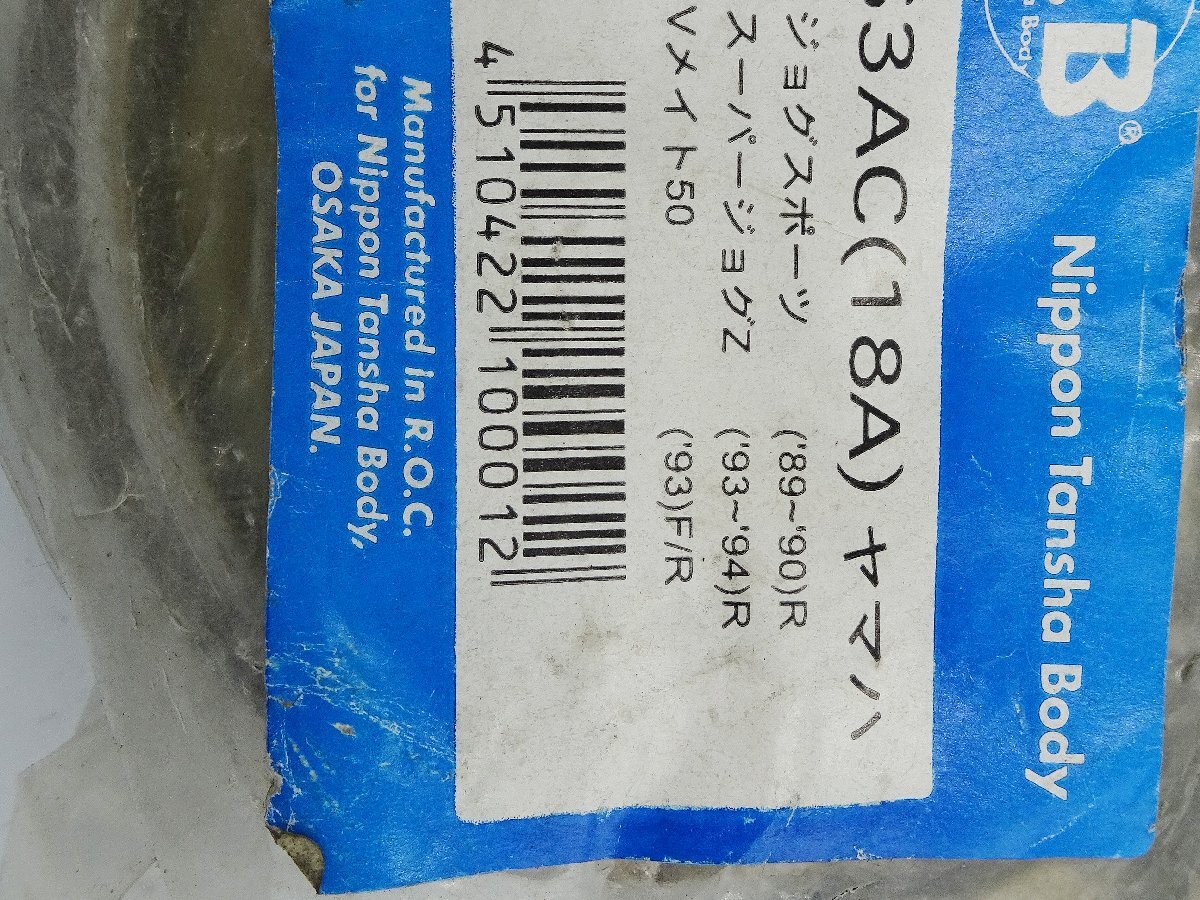 B®
Body
Nippon Tansha Body
3AC(18A) ヤマハ
ジョグスポーツ ('89~'90)R
スーパージョグZ ('93~'94)R
Vメイト50 ('93)F/R
4 510422 100012
Manufactured in R.O.C.
for Nippon Tansha Body,
OSAKA JAPAN.